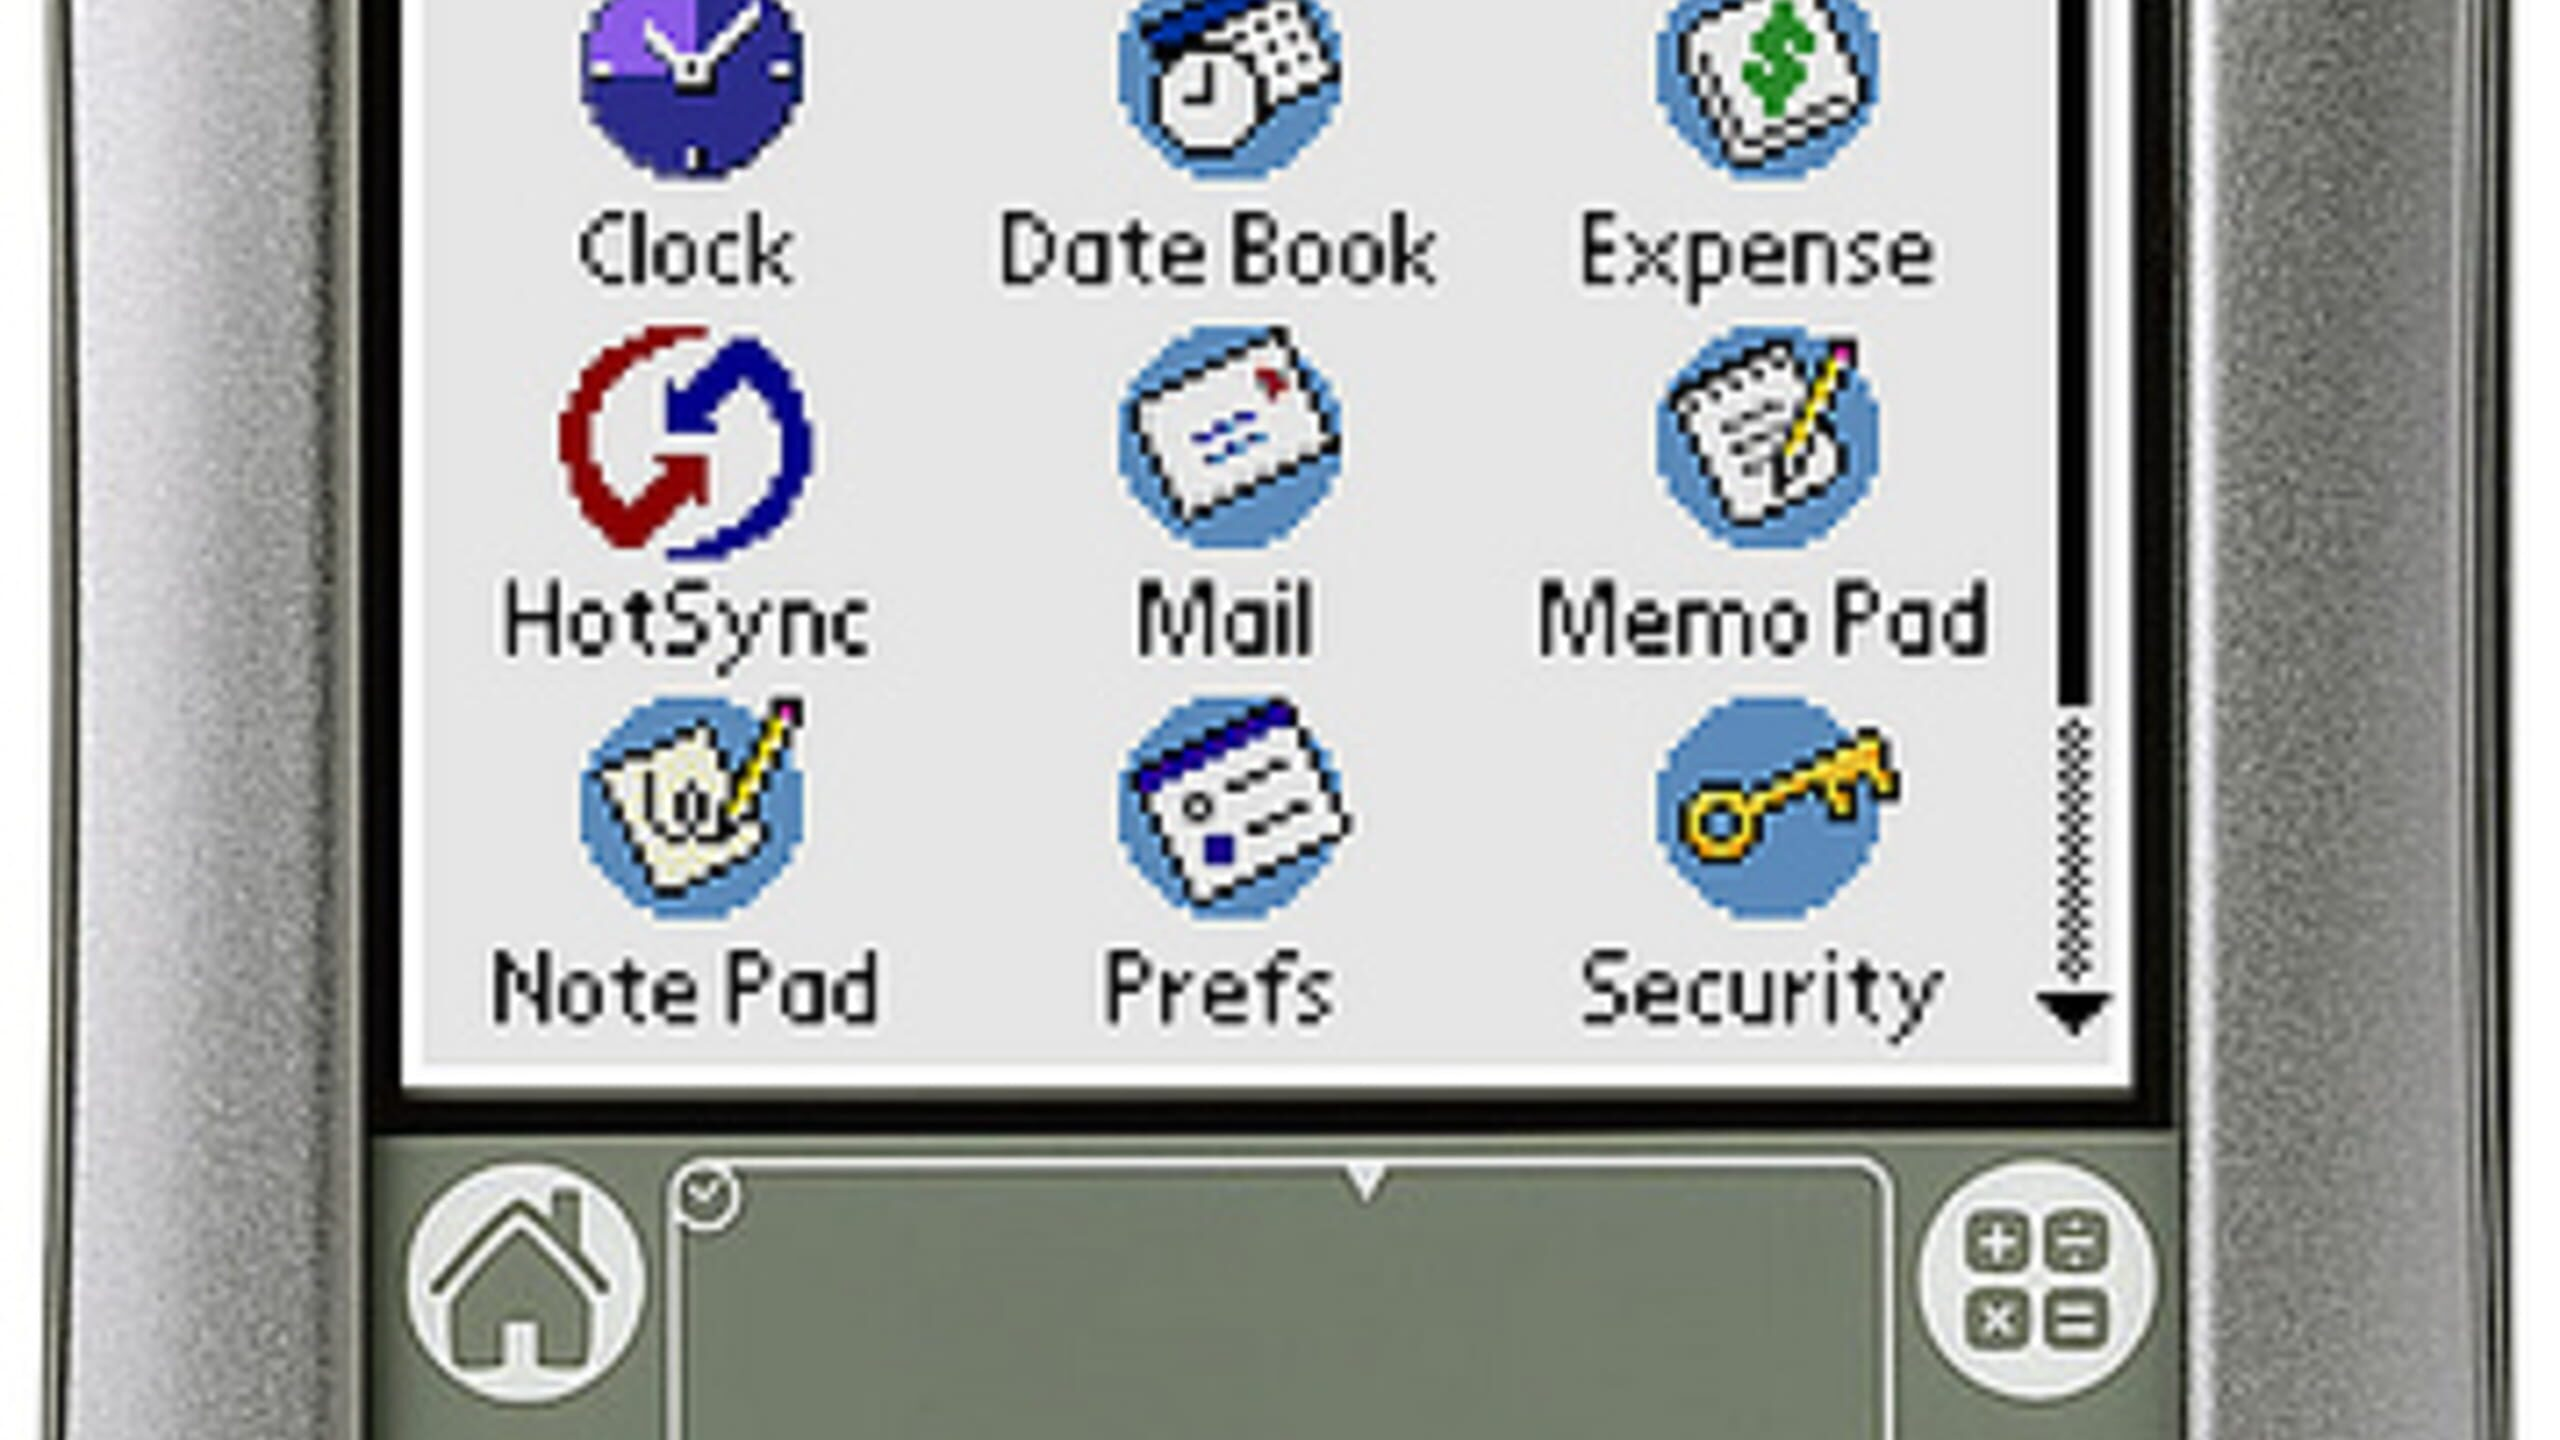 Clock Date Book Expense
HotSync Mail Memo Pad
Note Pad Prefs Security